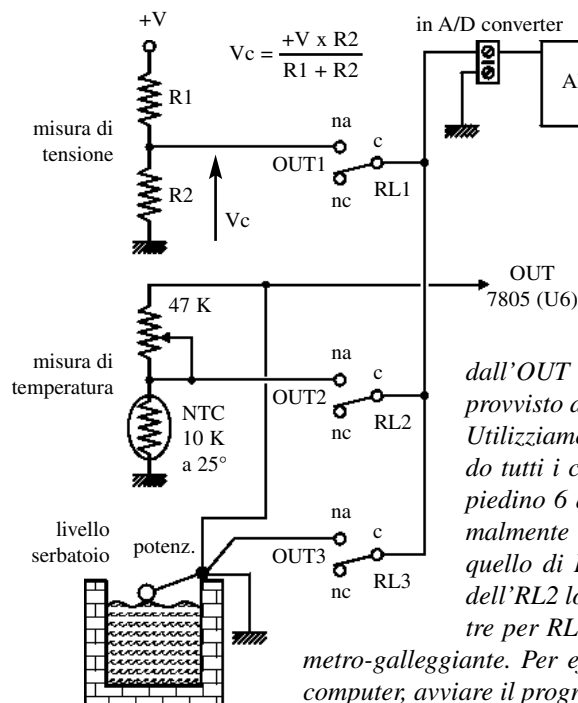 +V
in A/D converter
Vc = +V x R2
R1 + R2
R1
misura di
tensione
R2
Vc
na
c
OUT1
nc
RL1
OUT
7805 (U6)
47 K
misura di
temperatura
NTC
10 K
a 25°
na
c
OUT2
nc
RL2
livello
serbatoio
potenz.
na
c
OUT3
nc
RL3
dall'OUT
provvisto
Utilizziamo
do tutti i
piedino 6
malmente
quello di
dell'RL2
tre per RL
metro-galleggiante. Per
computer, avviare il